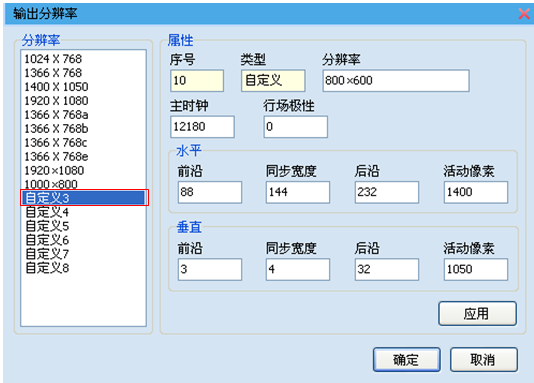 输出分辨率
分辨率
1024 X 768
1366 X 768
1400 X 1050
1920 X 1080
1366 X 768a
1366 X 768b
1366 X 768c
1366 X 768e
1920×1080
1000×800
自定义3
自定义4
自定义5
自定义6
自定义7
自定义8
属性
序号 类型 分辨率
10 自定义 800×600
主时钟 行场极性
12180 0
水平
前沿 同步宽度 后沿 活动像素
88 144 232 1400
垂直
前沿 同步宽度 后沿 活动像素
3 4 32 1050
应用
确定 取消